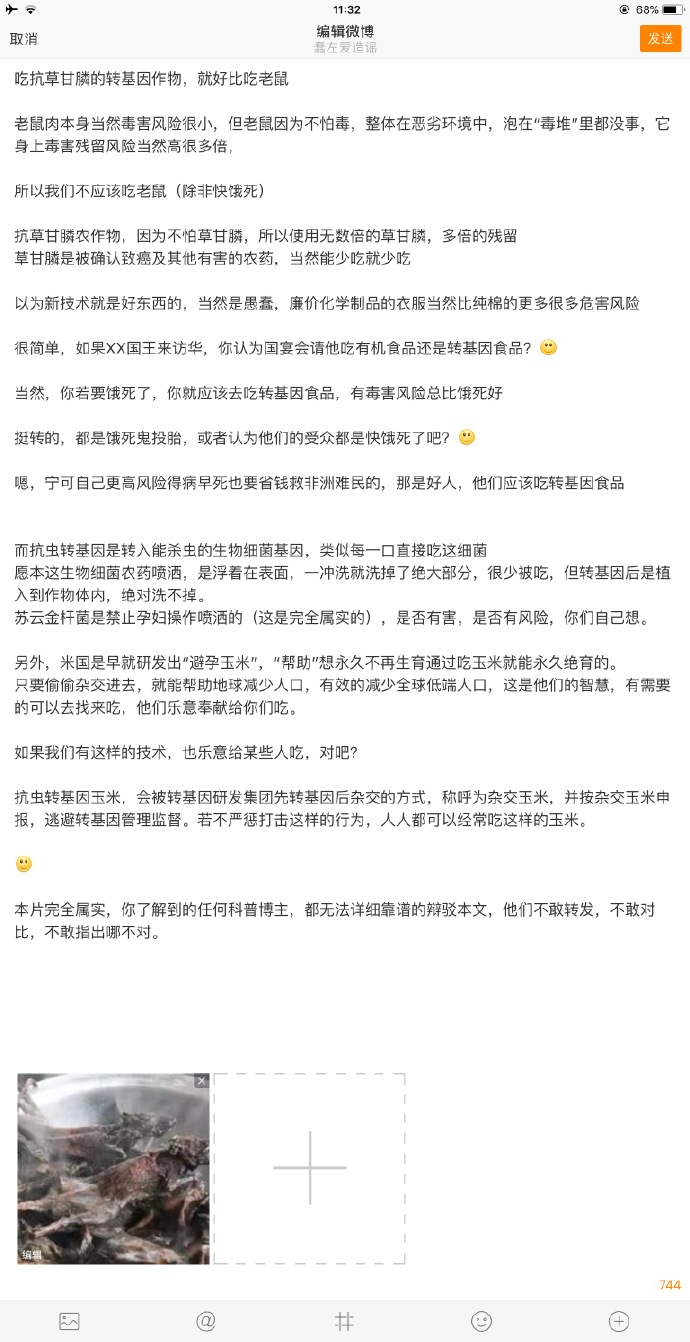 11:32
68%
取消
编辑微博
蠢左爱造谣
发送
吃抗草甘膦的转基因作物，就好比吃老鼠
老鼠肉本身当然毒害风险很小，但老鼠因为不怕毒，整体在恶劣环境中，泡在“毒堆”里都没事，它
身上毒害残留风险当然高很多倍，
所以我们不应该吃老鼠（除非快饿死）
抗草甘膦农作物，因为不怕草甘膦，所以使用无数倍的草甘膦，多倍的残留
草甘膦是被确认致癌及其他有害的农药，当然能少吃就少吃
以为新技术就是好东西的，当然是愚蠢，廉价化学制品的衣服当然比纯棉的更多很多危害风险
很简单，如果XX国王来访华，你认为国宴会请他吃有机食品还是转基因食品？🙂
当然，你若要饿死了，你就应该去吃转基因食品，有毒害风险总比饿死好
挺转的，都是饿死鬼投胎，或者认为他们的受众都是快饿死了吧？🙂
嗯，宁可自己更高风险得病早死也要省钱救非洲难民的，那是好人，他们应该吃转基因食品
而抗虫转基因是转入能杀虫的生物细菌基因，类似每一口直接吃这细菌
愿本这生物细菌农药喷洒，是浮着在表面，一冲洗就洗掉了绝大部分，很少被吃，但转基因后是植
入到作物体内，绝对洗不掉。
苏云金杆菌是禁止孕妇操作喷洒的（这是完全属实的），是否有害，是否有风险，你们自己想。
另外，米国是早就研发出“避孕玉米”，“帮助”想永久不再生育通过吃玉米就能永久绝育的。
只要偷偷杂交进去，就能帮助地球减少人口，有效的减少全球低端人口，这是他们的智慧，有需要
的可以去找来吃，他们乐意奉献给你们吃。
如果我们有这样的技术，也乐意给某些人吃，对吧？
抗虫转基因玉米，会被转基因研发集团先转基因后杂交的方式，称呼为杂交玉米，并按杂交玉米申
报，逃避转基因管理监督。若不严惩打击这样的行为，人人都可以经常吃这样的玉米。
🙂
本片完全属实，你了解到的任何科普博主，都无法详细靠谱的辩驳本文，他们不敢转发，不敢对
比，不敢指出哪不对。
编辑
744